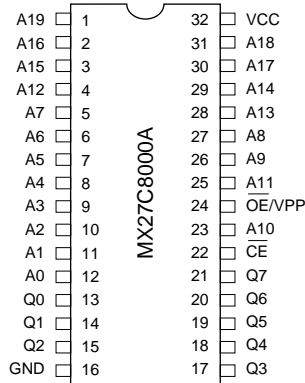 A19 1 32 VCC
A16 2 31 A18
A15 3 30 A17
A12 4 29 A14
A7 5 28 A13
A6 6 27 A8
A5 7 26 A9
A4 8 25 A11
A3 9 24 OE/VPP
A2 10 23 A10
A1 11 22 CE
A0 12 21 Q7
Q0 13 20 Q6
Q1 14 19 Q5
Q2 15 18 Q4
GND 16 17 Q3
MX27C8000A